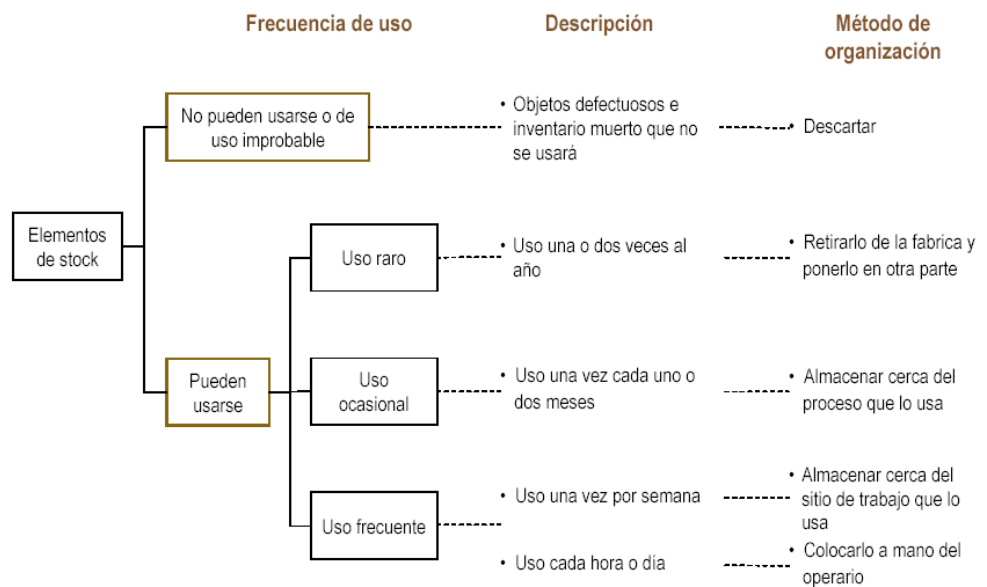 Frecuencia de uso
Descripción
Método de
organización
No pueden usarse o de
uso improbable
• Objetos defectuosos e
inventario muerto que no
se usará
• Descartar
Elementos
de stock
Uso raro
• Uso una o dos veces al
año
• Retirarlo de la fabrica y
ponerlo en otra parte
Pueden
usarse
Uso
ocasional
• Uso una vez cada uno o
dos meses
• Almacenar cerca del
proceso que lo usa
Uso frecuente
• Uso una vez por semana
• Almacenar cerca del
sitio de trabajo que lo
usa
• Uso cada hora o día
• Colocarlo a mano del
operario